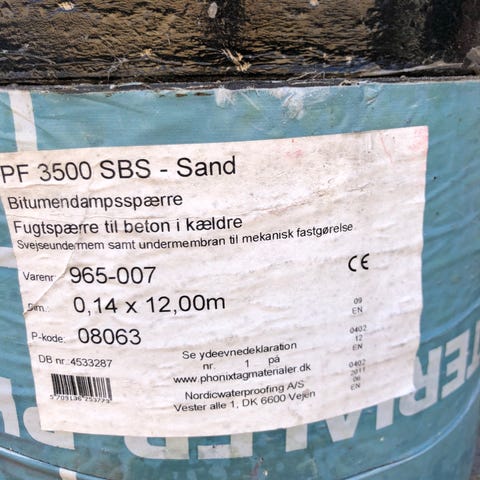 PF 3500 SBS - Sand
Bitumendampsspærre
Fugtspærre til beton i kældre
Svejseundermem samt undermembran til mekanisk fastgørelse
Varenr 965-007
Dim.: 0,14 x 12,00m
P-kode: 08063
DB nr.:4533287
CE
09
EN
0402
12
EN
0402
2011
06
EN
Se ydeevnedeklaration
nr. 1 på
www.phonixtagmaterialer.dk
Nordicwaterproofing A/S
Vester alle 1, DK 6600 Vejen